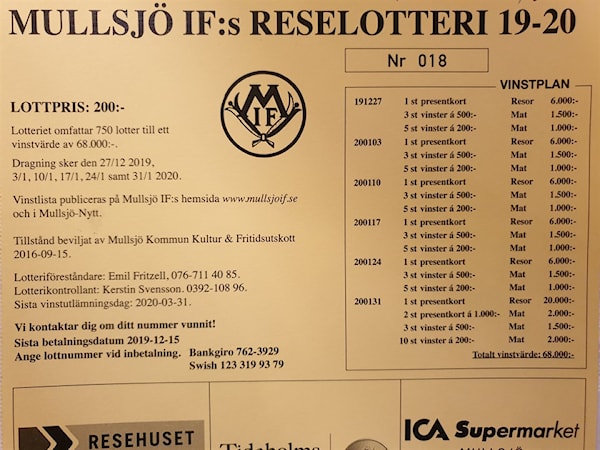 MULLSJÖ IF:s RESELOTTERI 19-20
Nr 018
LOTTPRIS: 200:-
Lotteriet omfattar 750 lotter till ett
vinstvärde av 68.000:-.
Dragning sker den 27/12 2019,
3/1, 10/1, 17/1, 24/1 samt 31/1 2020.
Vinstlista publiceras på Mullsjö IF:s hemsida www.mullsjoif.se
och i Mullsjö-Nytt.
Tillstånd beviljat av Mullsjö Kommun Kultur & Fritidsutskott
2016-09-15.
Lotteriföreståndare: Emil Fritzell, 076-711 40 85.
Lotterikontrollant: Kerstin Svensson. 0392-108 96.
Sista vinstutlämningsdag: 2020-03-31.
Vi kontaktar dig om ditt nummer vunnit!
Sista betalningsdatum 2019-12-15
Ange lottnummer vid inbetalning. Bankgiro 762-3929
Swish 123 319 93 79
M
IF
VINSTPLAN
191227 1 st presentkort Resor 6.000:-
3 st vinster á 500:- Mat 1.500:-
5 st vinster á 200:- Mat 1.000:-
200103 1 st presentkort Resor 6.000:-
3 st vinster á 500:- Mat 1.500:-
5 st vinster á 200:- Mat 1.000:-
200110 1 st presentkort Resor 6.000:-
3 st vinster á 500:- Mat 1.500:-
5 st vinster á 200:- Mat 1.000:-
200117 1 st presentkort Resor 6.000:-
3 st vinster á 500:- Mat 1.500:-
5 st vinster á 200:- Mat 1.000:-
200124 1 st presentkort Resor 6.000:-
3 st vinster á 500:- Mat 1.500:-
5 st vinster á 200:- Mat 1.000:-
200131 1 st presentkort Resor 20.000:-
2 st presentkort á 1.000:- Mat 2.000:-
3 st vinster á 500:- Mat 1.500:-
10 st vinster á 200:- Mat 2.000:-
Totalt vinstvärde: 68.000:-
RESEHUSET
Tidaholms
ICA Supermarket
MULLSJÖ